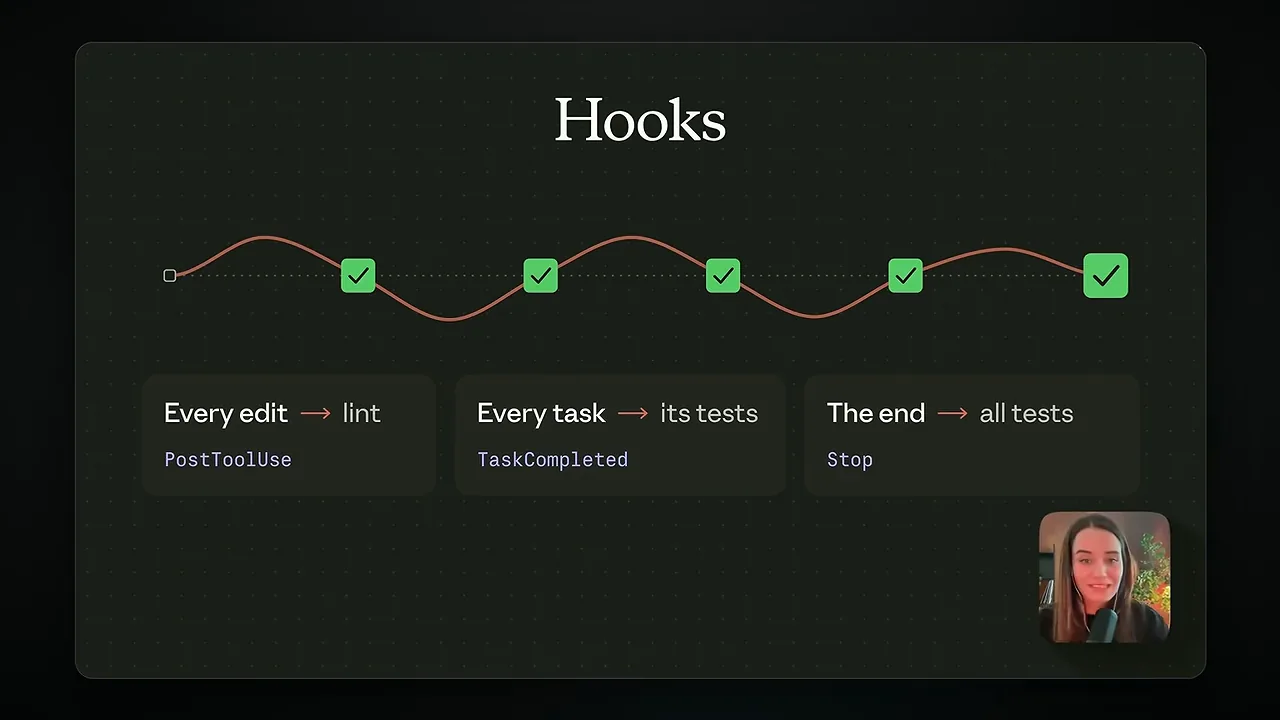 Hooks
Every edit → lint
PostToolUse
Every task → its tests
TaskCompleted
The end → all tests
Stop